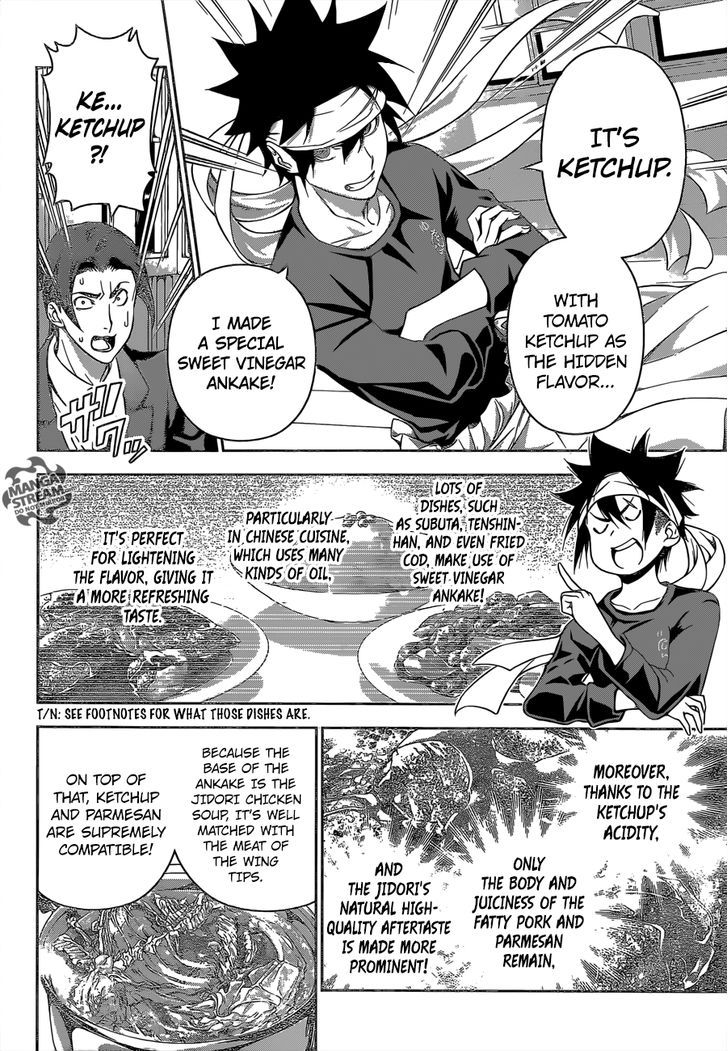 IT'S
KETCHUP.
WITH
TOMATO
KETCHUP AS
THE HIDDEN
FLAVOR...
I MADE
A SPECIAL
SWEET VINEGAR
ANKAKE!
KE...
KETCHUP
?!
ザワッ
MANGA
STREAM
LOTS OF
DISHES, SUCH
AS SUBUTA, TENSHIN-
HAN, AND EVEN FRIED
COD, MAKE USE OF
SWEET VINEGAR
ANKAKE!
PARTICULARLY
IN CHINESE CUISINE,
WHICH USES MANY
KINDS OF OIL,
IT'S PERFECT
FOR LIGHTENING
THE FLAVOR, GIVING IT
A MORE REFRESHING
TASTE.
T/N: SEE FOOTNOTES FOR WHAT THOSE DISHES ARE.
MOREOVER,
THANKS TO THE
KETCHUP'S
ACIDITY,
ONLY
THE BODY AND
JUICINESS OF THE
FATTY PORK AND
PARMESAN
REMAIN,
AND
THE JIDORI'S
NATURAL HIGH-
QUALITY AFTERTASTE
IS MADE MORE
PROMINENT!
BECAUSE THE
BASE OF THE
ANKAKE IS THE
JIDORI CHICKEN
SOUP, IT'S WELL
MATCHED WITH
THE MEAT OF
THE WING
TIPS.
ON TOP OF
THAT, KETCHUP
AND PARMESAN
ARE SUPREMELY
COMPATIBLE!